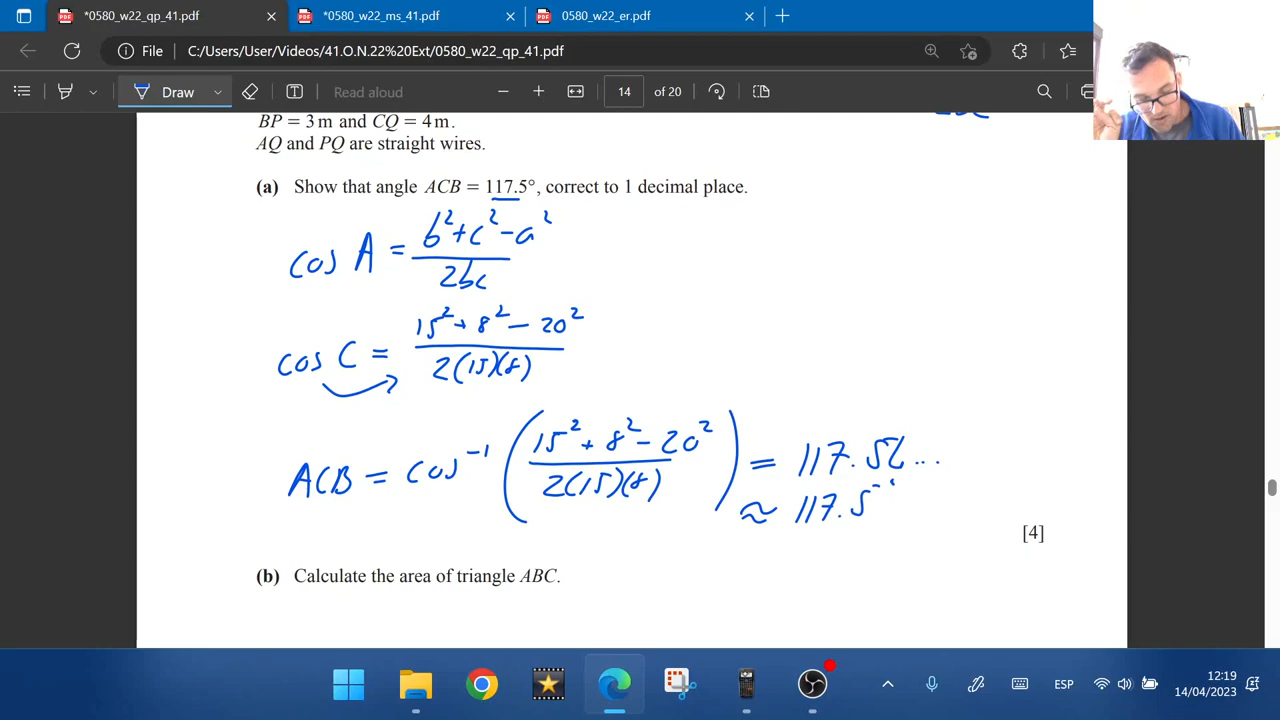 *0580_w22_qp_41.pdf
*0580_w22_ms_41.pdf
0580_w22_er.pdf
File C:/Users/User/Videos/41.O.N.22%20Ext/0580_w22_qp_41.pdf
Draw
Read aloud
14 of 20
BP = 3 m and CQ = 4 m.
AQ and PQ are straight wires.
(a) Show that angle ACB = 117.5°, correct to 1 decimal place.
cos A = b² + c² - a² / 2bc
cos C = 15² + 8² - 20² / 2(15)(8)
ACB = cos⁻¹ (15² + 8² - 20² / 2(15)(8)) = 117.54...
≈ 117.5
[4]
(b) Calculate the area of triangle ABC.
ESP
12:19
14/04/2023